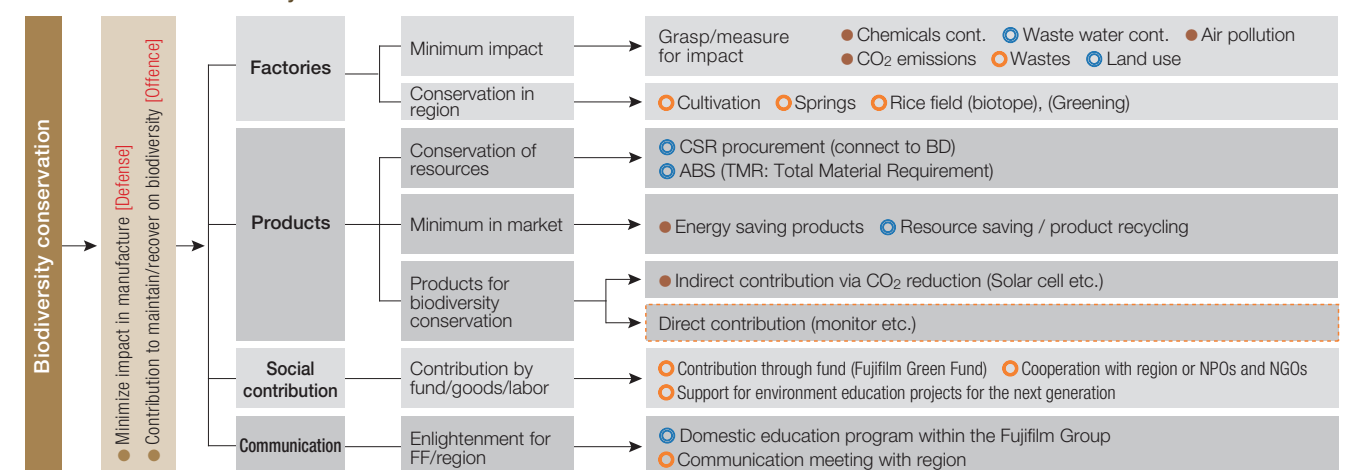 Biodiversity conservation
● Minimize impact in manufacture [Defense]
● Contribution to maintain/recover on biodiversity [Offence]
Factories
Minimum impact
Grasp/measure
for impact
● Chemicals cont. ◎ Waste water cont. ● Air pollution
● CO2 emissions ○ Wastes ◎ Land use
Conservation in
region
○ Cultivation ○ Springs ○ Rice field (biotope), (Greening)
Products
Conservation of
resources
◎ CSR procurement (connect to BD)
◎ ABS (TMR: Total Material Requirement)
Minimum in market
● Energy saving products ◎ Resource saving / product recycling
Products for
biodiversity
conservation
● Indirect contribution via CO2 reduction (Solar cell etc.)
Direct contribution (monitor etc.)
Social
contribution
Contribution by
fund/goods/labor
○ Contribution through fund (Fujifilm Green Fund) ○ Cooperation with region or NPOs and NGOs
○ Support for environment education projects for the next generation
Communication
Enlightenment for
FF/region
◎ Domestic education program within the Fujifilm Group
○ Communication meeting with region